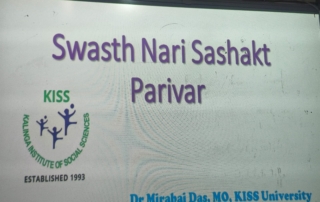 Swasth Nari Sashakt
Parivar
KISS
KALINGA INSTITUTE OF SOCIAL SCIENCES
ESTABLISHED 1993
Dr Mirabai Das, MO, KISS University